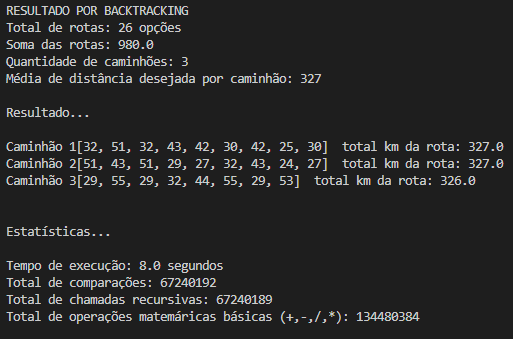 RESULTADO POR BACKTRACKING
Total de rotas: 26 opções
Soma das rotas: 980.0
Quantidade de caminhões: 3
Média de distância desejada por caminhão: 327
Resultado...
Caminhão 1[32, 51, 32, 43, 42, 30, 42, 25, 30]  total km da rota: 327.0
Caminhão 2[51, 43, 51, 29, 27, 32, 43, 24, 27]  total km da rota: 327.0
Caminhão 3[29, 55, 29, 32, 44, 55, 29, 53]  total km da rota: 326.0
Estatísticas...
Tempo de execução: 8.0 segundos
Total de comparações: 67240192
Total de chamadas recursivas: 67240189
Total de operações matemáricas básicas (+,-,/,*): 134480384